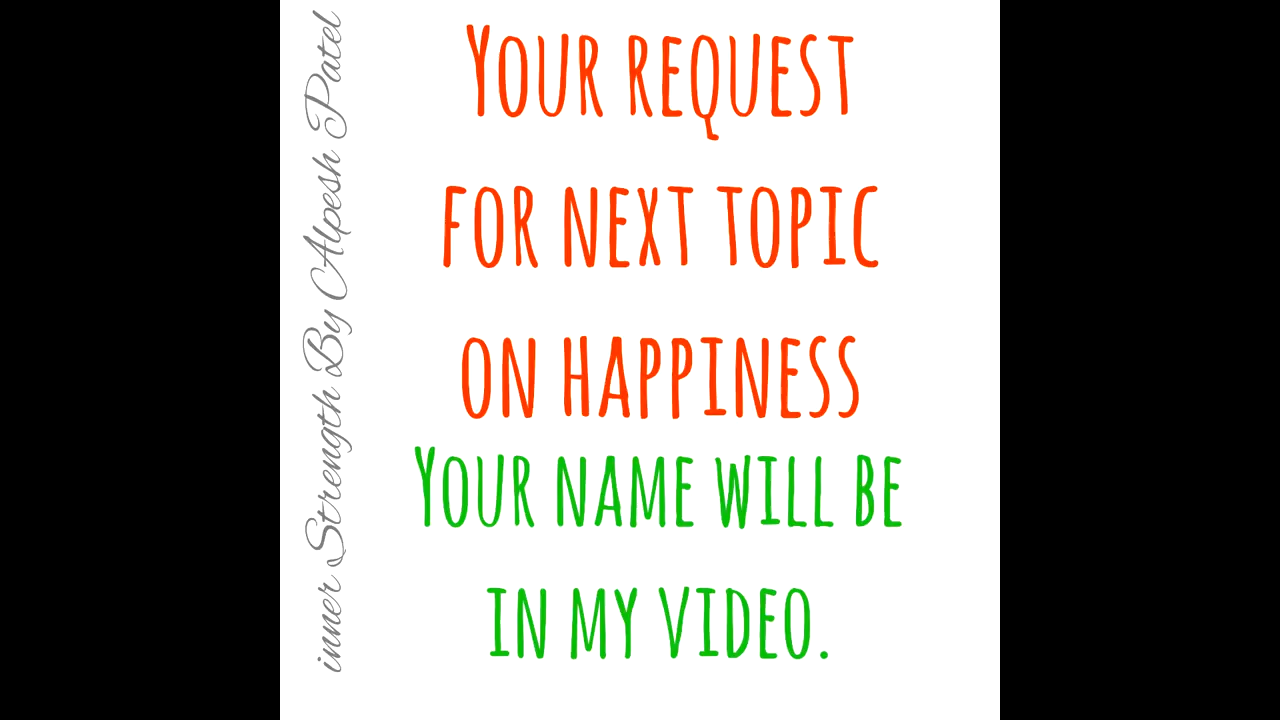 inner Strength By Alpesh Patel
Your request
for next topic
on happiness
Your name will be
in my video.